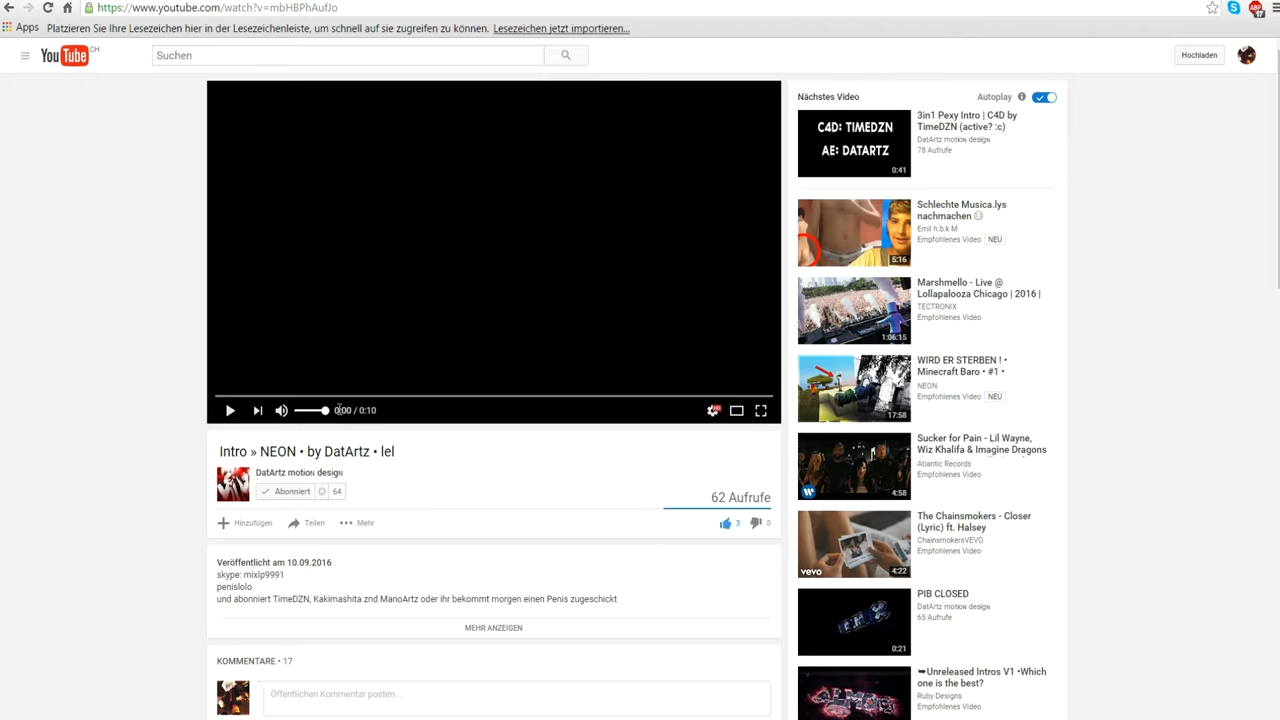 https://www.youtube.com/watch?v=mbHBPhAufJo
Apps Platzieren Sie Ihre Lesezeichen hier in der Lesezeichenleiste, um schnell auf sie zugreifen zu können. Lesezeichen jetzt importieren...
YouTube CH
Suchen
Hochladen
0:00 / 0:10
Intro » NEON • by DatArtz • lel
DatArtz motion design
Abonniert 64
62 Aufrufe
Hinzufügen Teilen Mehr
3 0
Veröffentlicht am 10.09.2016
skype: mixlp9991
penislolo
und abonniert TimeDZN, Kakimashita znd ManoArtz oder ihr bekommt morgen einen Penis zugeschickt
MEHR ANZEIGEN
KOMMENTARE • 17
Öffentlichen Kommentar posten...
Nächstes Video
Autoplay
C4D: TIMEDZN
AE: DATARTZ
0:41
3in1 Pexy Intro | C4D by
TimeDZN (active? :c)
DatArtz motion design
78 Aufrufe
5:16
Schlechte Musica.lys
nachmachen
Emil h.b.k M
Empfohlenes Video NEU
1:06:15
Marshmello - Live @
Lollapalooza Chicago | 2016 |
TECTRONIX
Empfohlenes Video
17:58
WIRD ER STERBEN ! •
Minecraft Baro • #1 •
NEON
Empfohlenes Video NEU
4:58
Sucker for Pain - Lil Wayne,
Wiz Khalifa & Imagine Dragons
Atlantic Records
Empfohlenes Video
vevo
4:22
The Chainsmokers - Closer
(Lyric) ft. Halsey
ChainsmokersVEVO
Empfohlenes Video
0:21
PIB CLOSED
DatArtz motion design
65 Aufrufe
➥Unreleased Intros V1 •Which
one is the best?
Ruby Designs
Empfohlenes Video